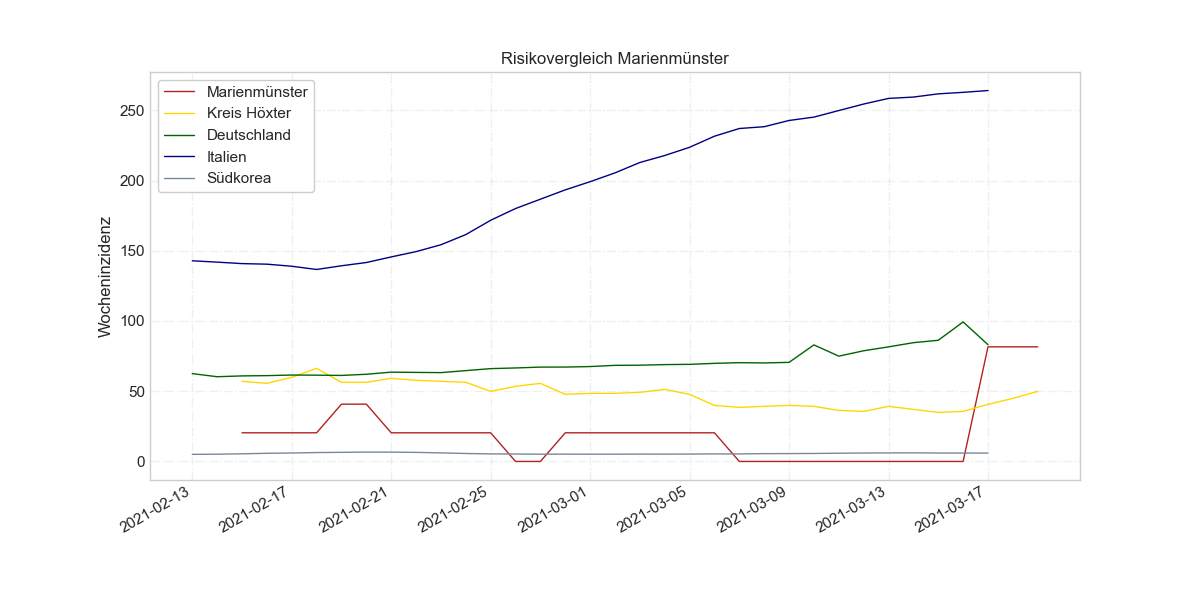 Risikovergleich Marienmünster
Marienmünster
Kreis Höxter
Deutschland
Italien
Südkorea
Wocheninzidenz
250
200
150
100
50
0
2021-02-13
2021-02-17
2021-02-21
2021-02-25
2021-03-01
2021-03-05
2021-03-09
2021-03-13
2021-03-17